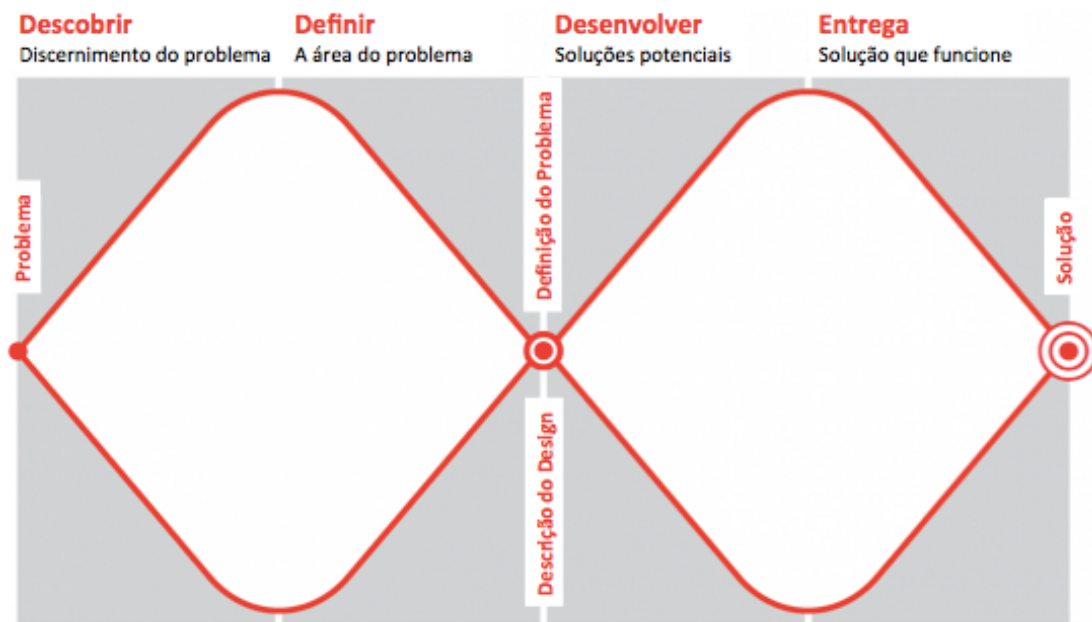 Descobrir
Discernimento do problema
Definir
A área do problema
Desenvolver
Soluções potenciais
Entrega
Solução que funcione
Problema
Definição do Problema
Descrição do Design
Solução